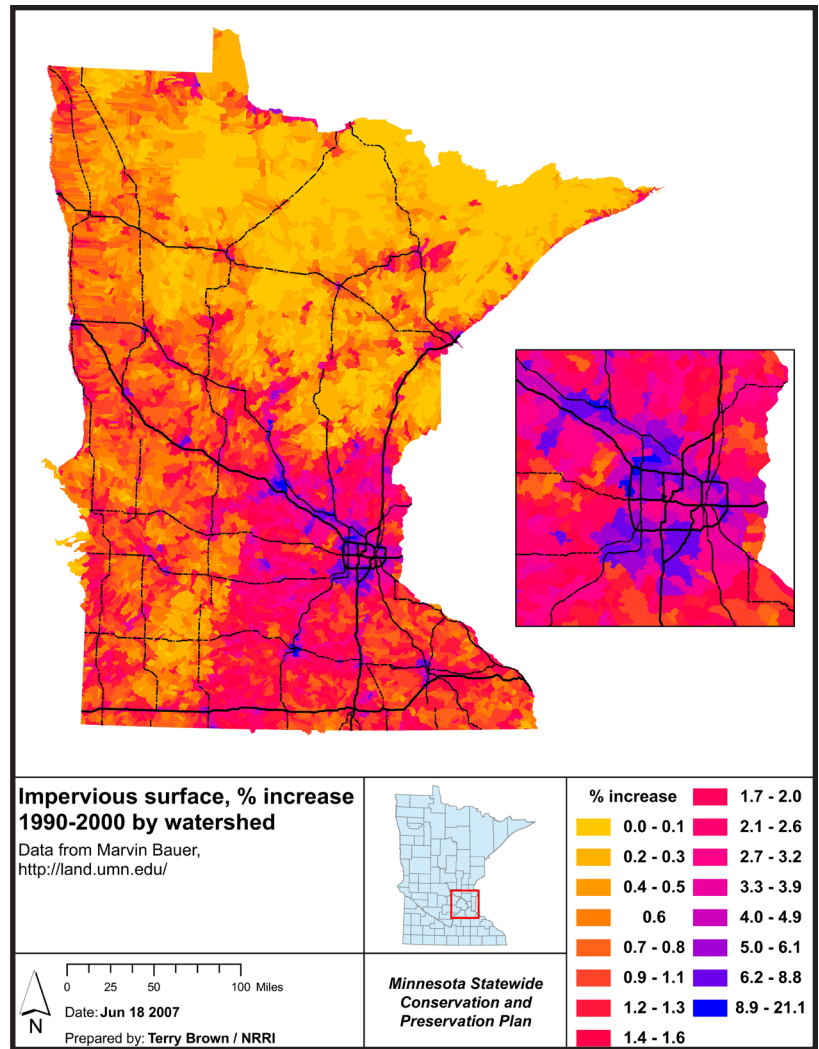 Impervious surface, % increase
1990-2000 by watershed
Data from Marvin Bauer,
http://land.umn.edu/
0 25 50 100 Miles
N
Date: Jun 18 2007
Prepared by: Terry Brown / NRRI
Minnesota Statewide
Conservation and
Preservation Plan
% increase
0.0 - 0.1
0.2 - 0.3
0.4 - 0.5
0.6
0.7 - 0.8
0.9 - 1.1
1.2 - 1.3
1.4 - 1.6
1.7 - 2.0
2.1 - 2.6
2.7 - 3.2
3.3 - 3.9
4.0 - 4.9
5.0 - 6.1
6.2 - 8.8
8.9 - 21.1